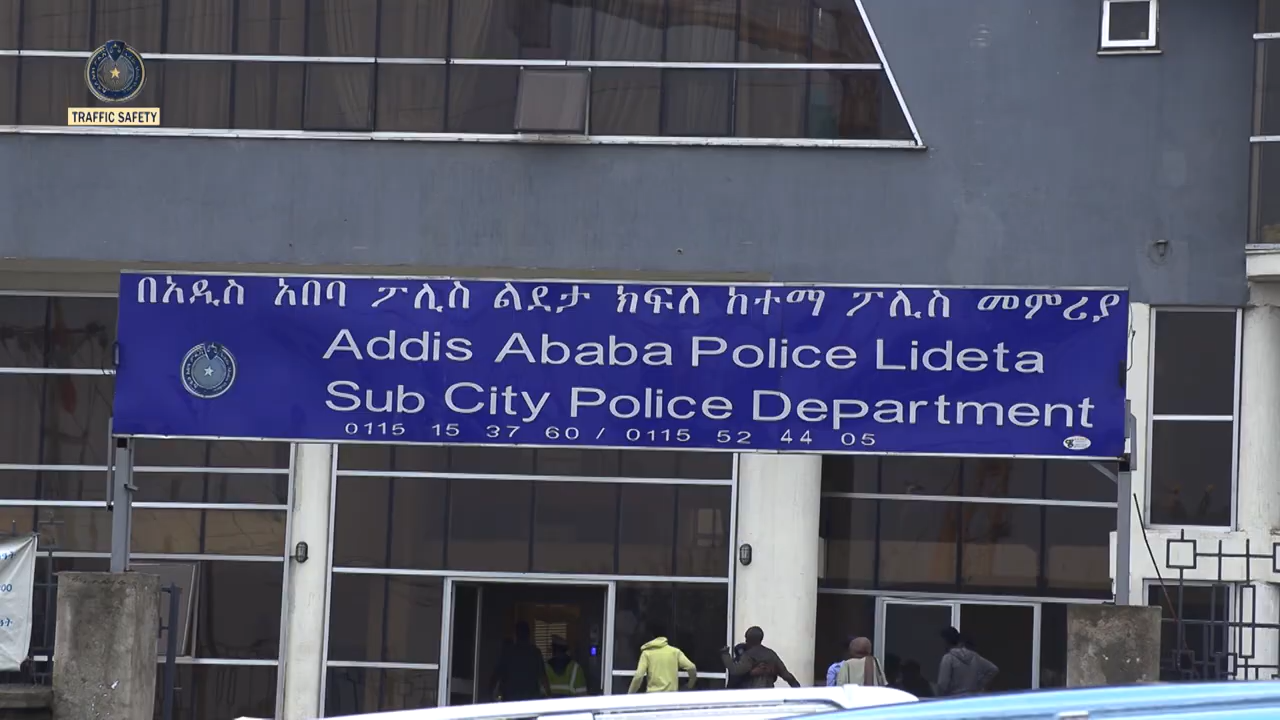 TRAFFIC SAFETY
በአዲስ አበባ ፖሊስ ልደታ ክፍለ ከተማ ፖሊስ መምሪያ
Addis Ababa Police Lideta
Sub City Police Department
0115 15 37 60 / 0115 52 44 05